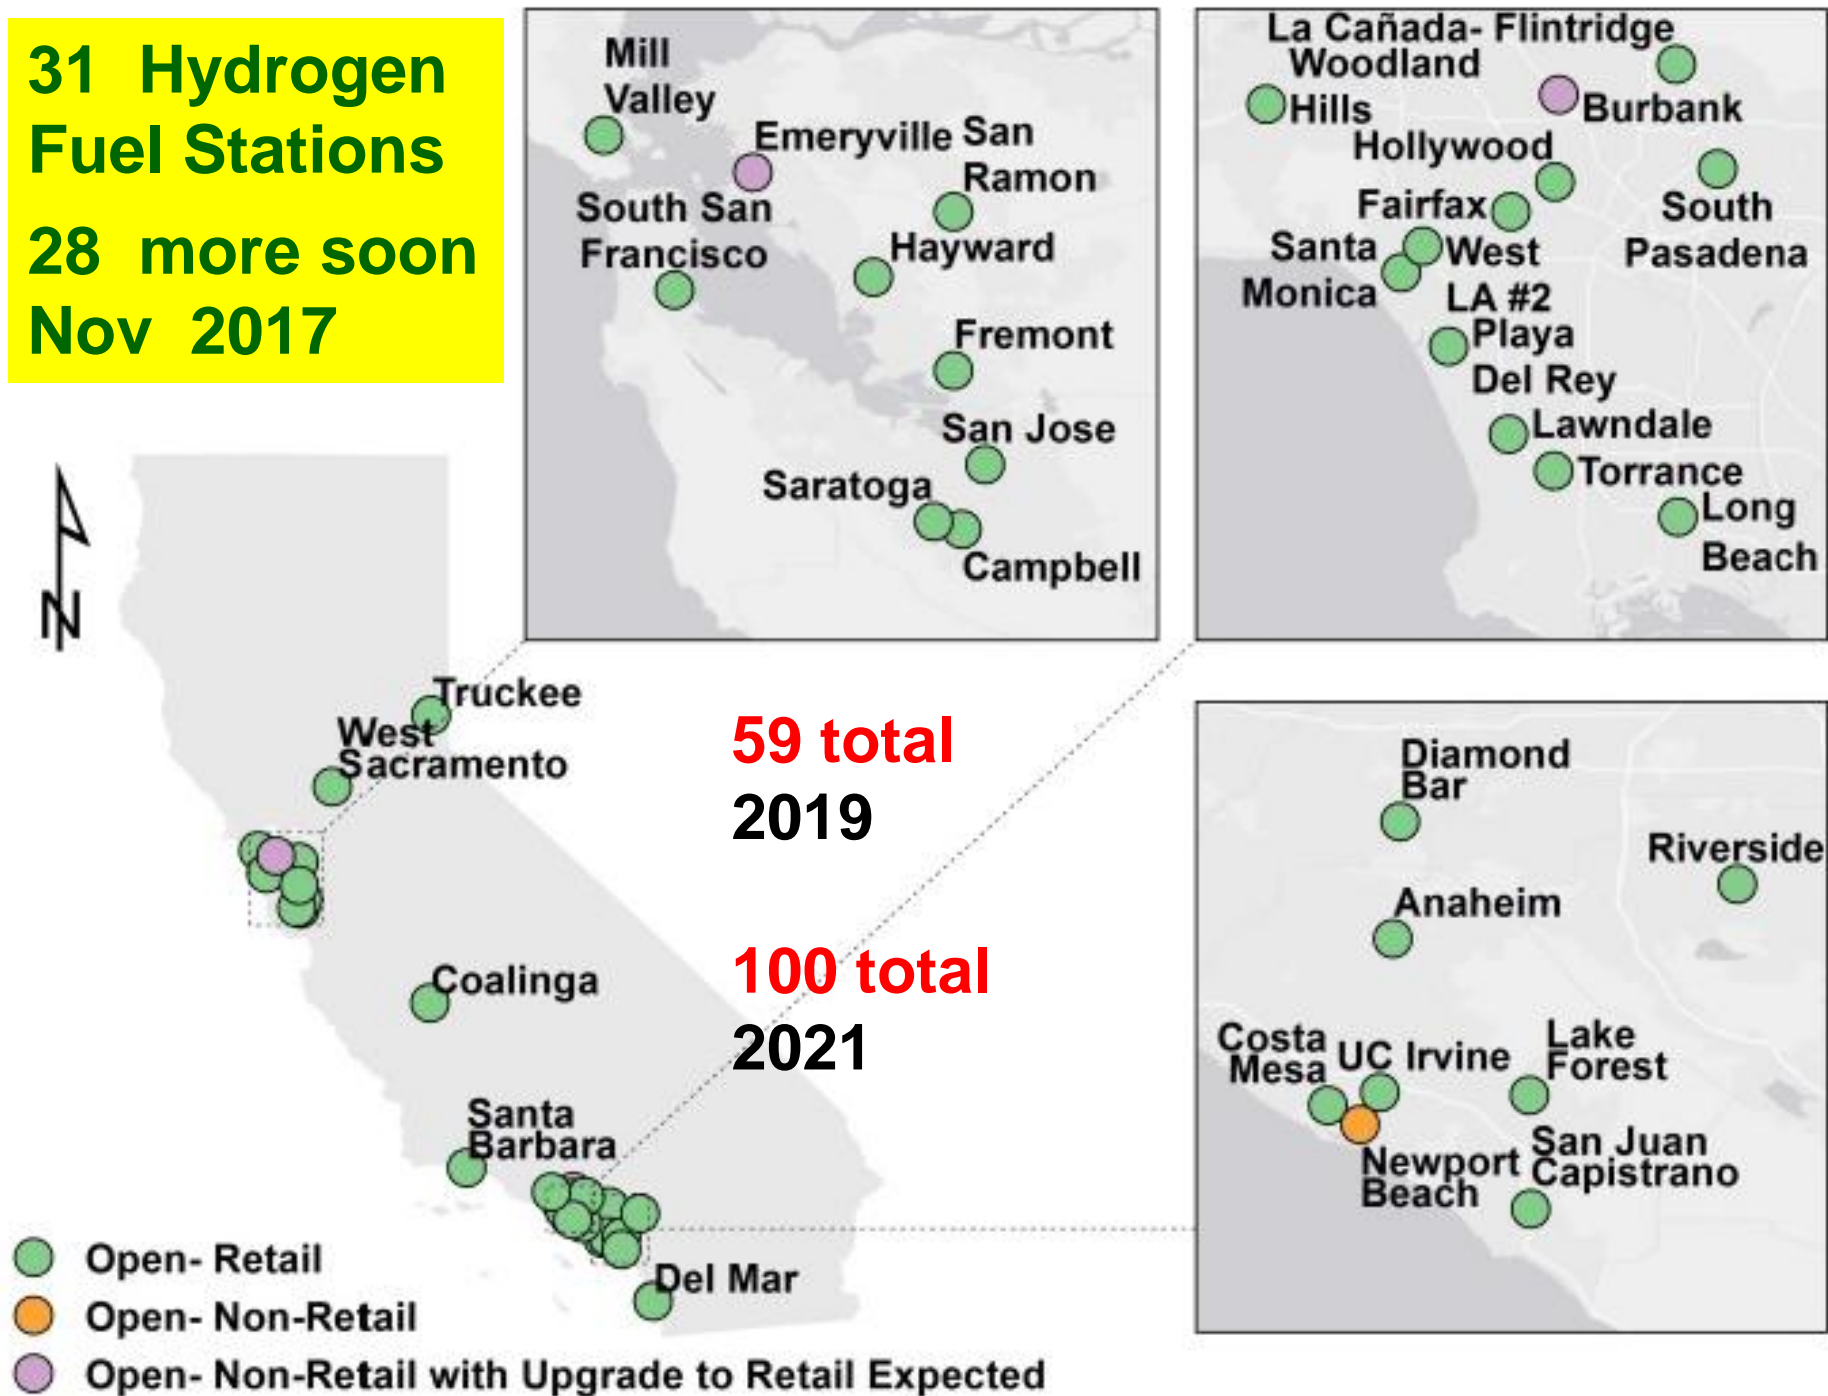 31 Hydrogen
Fuel Stations
28 more soon
Nov 2017
Mill
Valley
Emeryville
San
Ramon
South San
Francisco
Hayward
Fremont
San Jose
Saratoga
Campbell
La Cañada- Flintridge
Woodland
Hills
Burbank
Hollywood
Fairfax
South
Pasadena
Santa
Monica
West
LA #2
Playa
Del Rey
Lawndale
Torrance
Long
Beach
N
Truckee
West
Sacramento
59 total
2019
Coalinga
100 total
2021
Santa
Barbara
Del Mar
Diamond
Bar
Riverside
Anaheim
Costa
Mesa
UC Irvine
Lake
Forest
Newport
Beach
San Juan
Capistrano
Open- Retail
Open- Non-Retail
Open- Non-Retail with Upgrade to Retail Expected